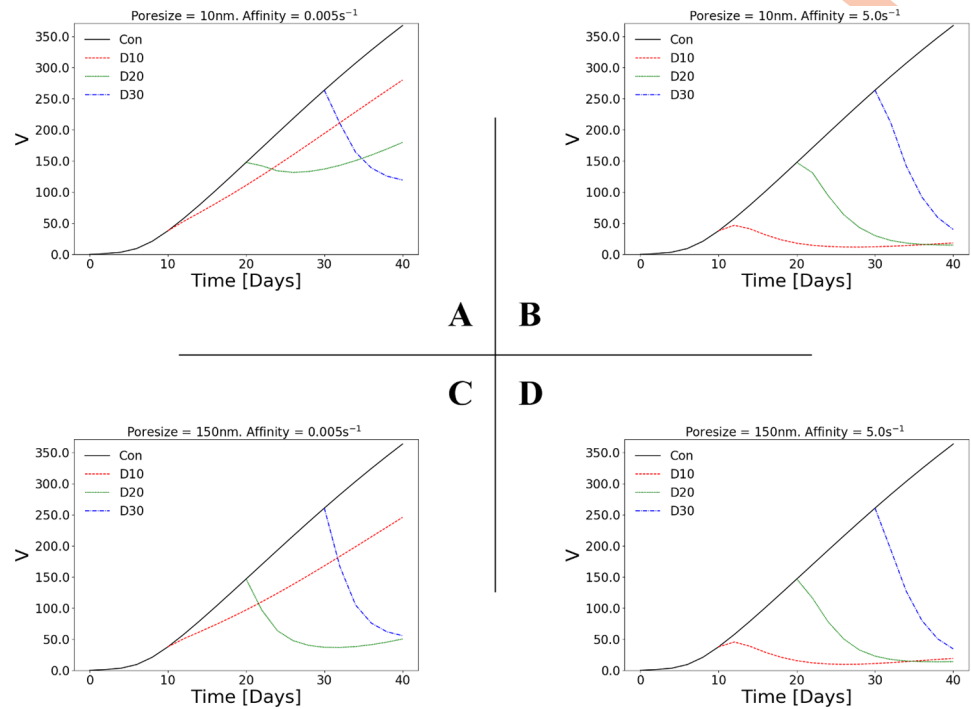 Poresize = 10nm. Affinity = 0.005s⁻¹
350.0
300.0
250.0
200.0
150.0
100.0
50.0
0.0
V
Con
D10
D20
D30
0 10 20 30 40
Time [Days]
Poresize = 10nm. Affinity = 5.0s⁻¹
350.0
300.0
250.0
200.0
150.0
100.0
50.0
0.0
V
Con
D10
D20
D30
0 10 20 30 40
Time [Days]
A B
C D
Poresize = 150nm. Affinity = 0.005s⁻¹
350.0
300.0
250.0
200.0
150.0
100.0
50.0
0.0
V
Con
D10
D20
D30
0 10 20 30 40
Time [Days]
Poresize = 150nm. Affinity = 5.0s⁻¹
350.0
300.0
250.0
200.0
150.0
100.0
50.0
0.0
V
Con
D10
D20
D30
0 10 20 30 40
Time [Days]